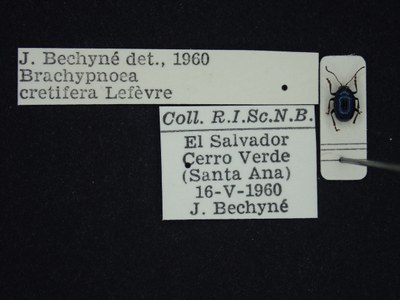 J. Bechyné det., 1960
Brachypnoea
cretifera Lefèvre
Coll. R.I.Sc.N.B.
El Salvador
Cerro Verde
(Santa Ana)
16-V-1960
J. Bechyné